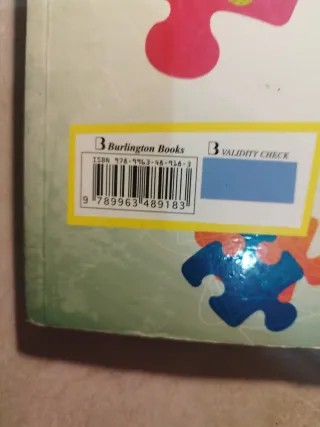 B Burlington Books
B VALIDITY CHECK
ISBN 978-9963-48-918-3
9 789963 489183